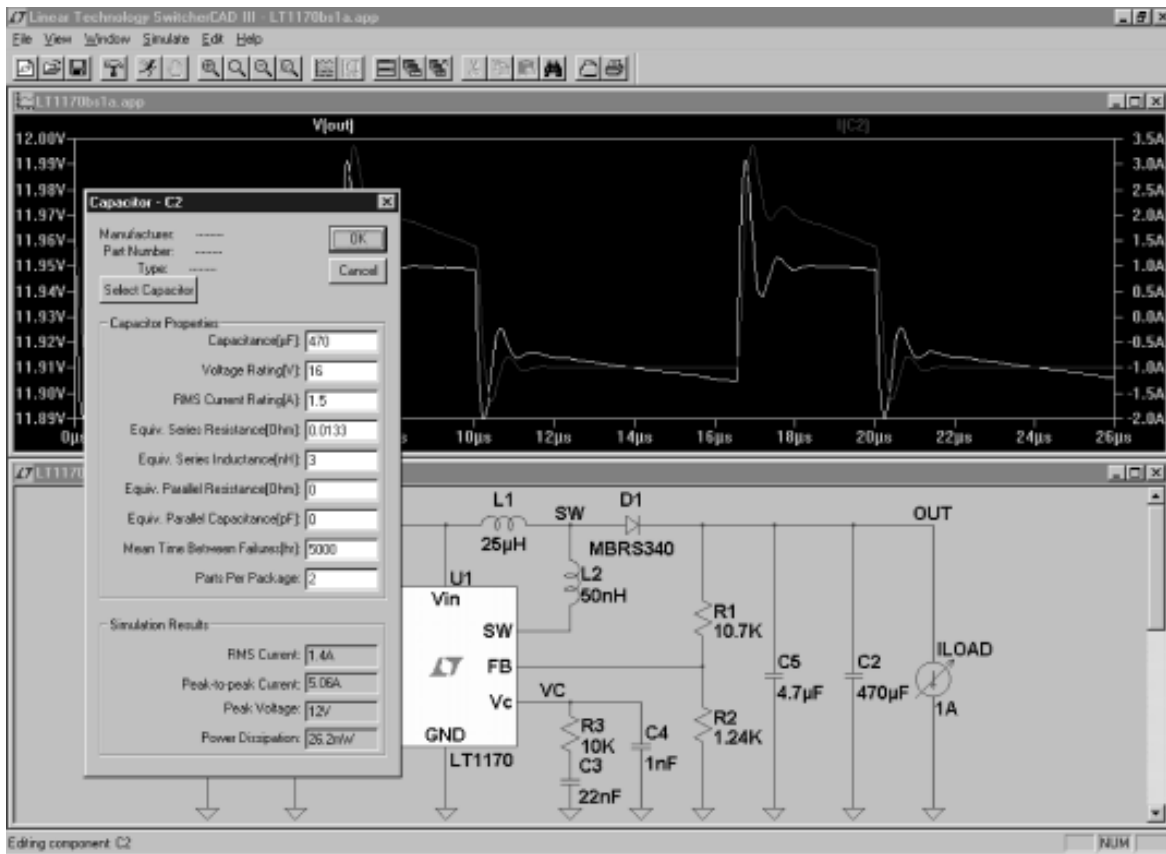 Linear Technology SwitcherCAD III - LT1170bs1a.app
File View Window Simulate Edit Help
LT1170bs1a.app
V[out] I(C2)
12.00V 3.5A
11.99V 3.0A
11.98V 2.5A
11.97V 2.0A
11.96V 1.5A
11.95V 1.0A
11.94V 0.5A
11.93V 0.0A
11.92V -0.5A
11.91V -1.0A
11.90V -1.5A
11.89V -2.0A
0µs 10µs 12µs 14µs 16µs 18µs 20µs 22µs 24µs 26µs
Capacitor - C2
Manufacturer: ------
OK
Part Number: ------
Type: ------
Cancel
Select Capacitor
Capacitor Properties
Capacitance[µF]: 470
Voltage Rating[V]: 16
RMS Current Rating[A]: 1.5
Equiv. Series Resistance[Ohm]: 0.0133
Equiv. Series Inductance[nH]: 3
Equiv. Parallel Resistance[Ohm]: 0
Equiv. Parallel Capacitance[pF]: 0
Mean Time Between Failures[hr]: 5000
Parts Per Package: 2
Simulation Results
RMS Current: 1.4A
Peak-to-peak Current: 5.06A
Peak Voltage: 12V
Power Dissipation: 26.2mW
LT1170
L1
25µH
SW
D1
MBRS340
OUT
L2
50nH
U1
Vin
SW
FB
Vc
GND
LT1170
R1
10.7K
VC
R2
1.24K
R3
10K
C3
22nF
C4
1nF
C5
4.7µF
C2
470µF
ILOAD
1A
Editing component C2
NUM